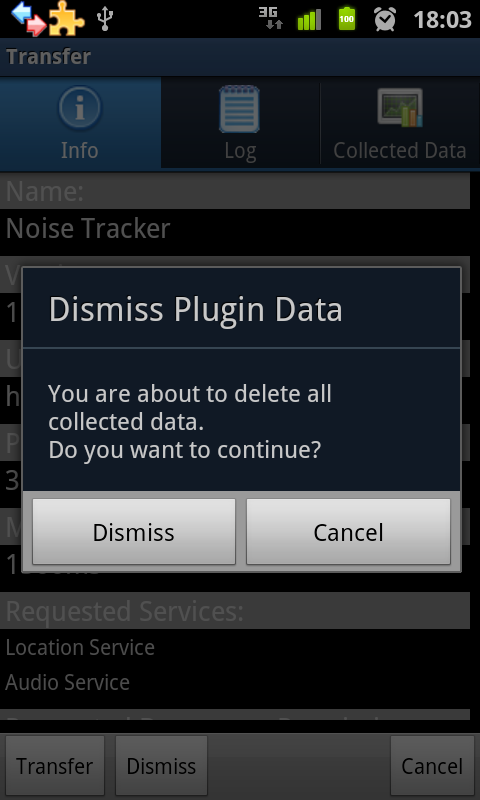 3G
100
18:03
Transfer
Info
Log
Collected Data
Name:
Noise Tracker
Dismiss Plugin Data
You are about to delete all
collected data.
Do you want to continue?
Dismiss
Cancel
Requested Services:
Location Service
Audio Service
Transfer
Dismiss
Cancel